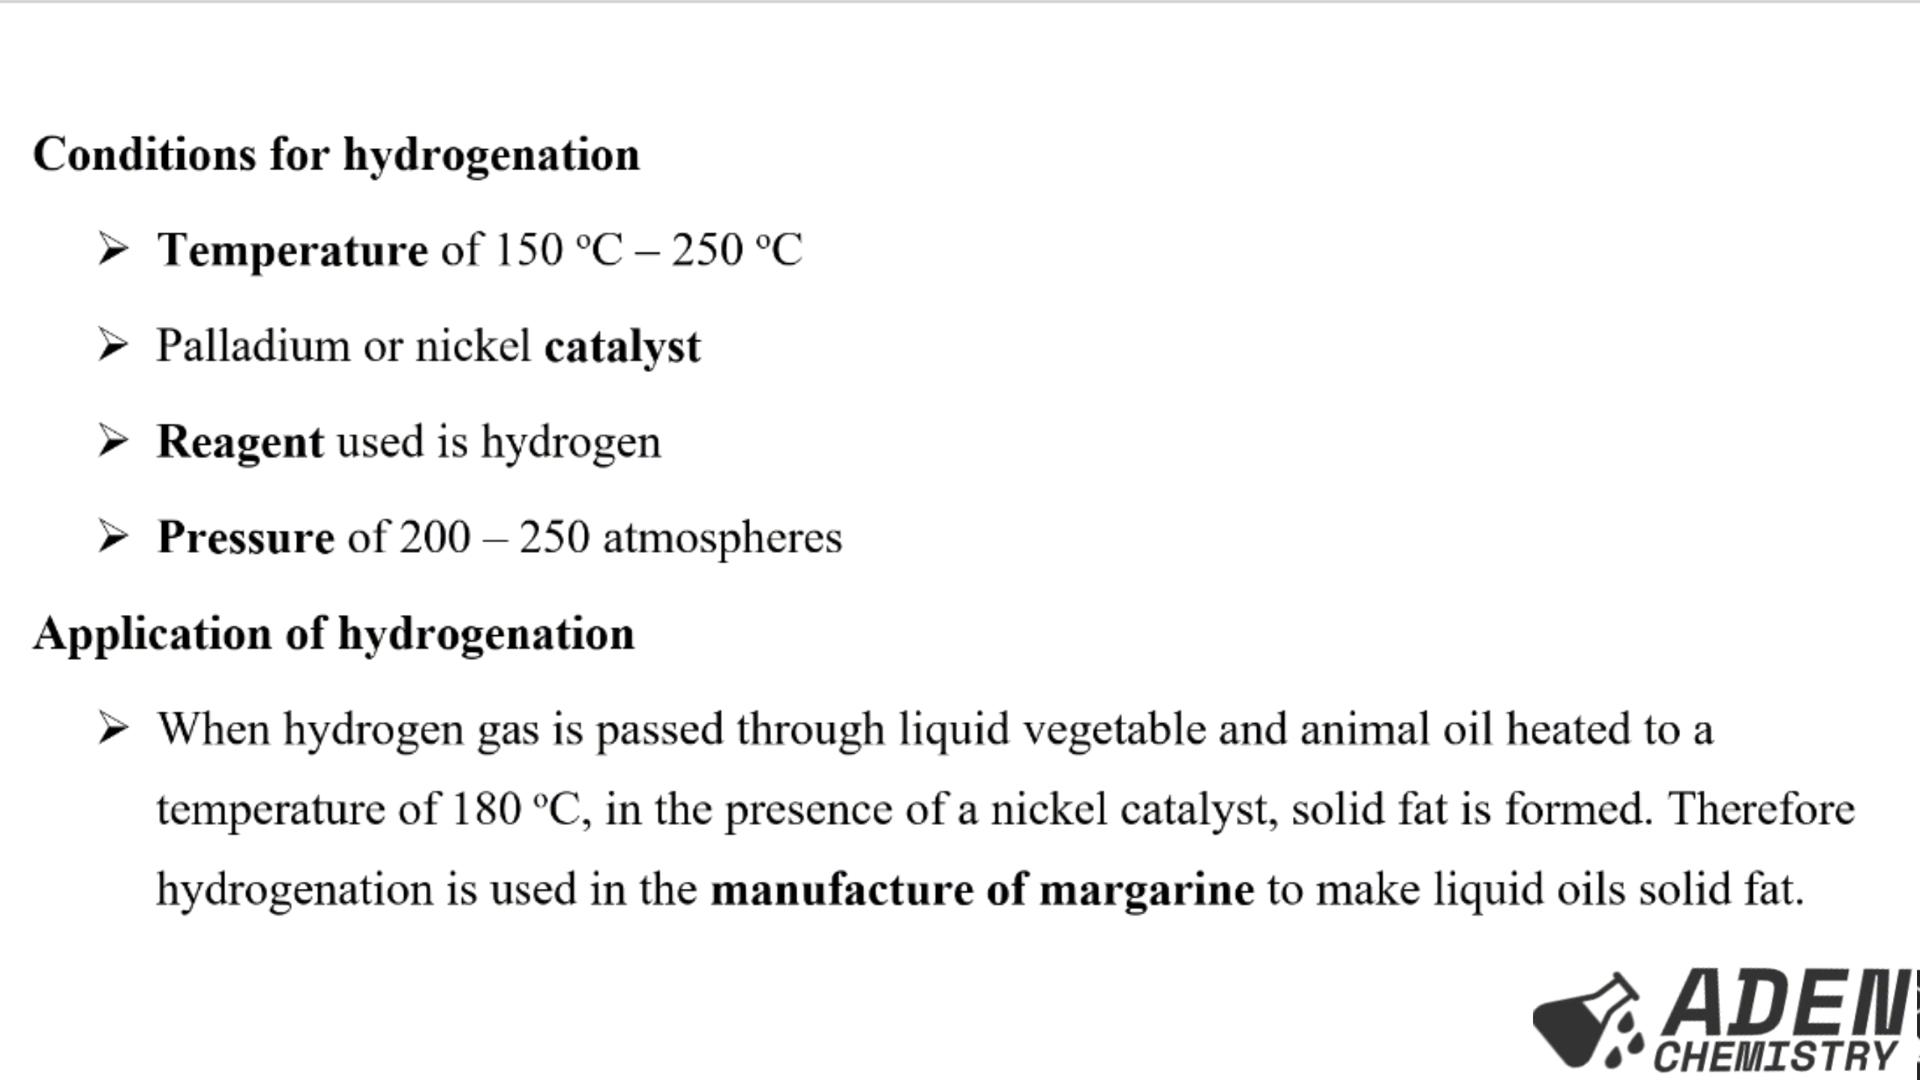 Conditions for hydrogenation
➢ Temperature of 150 ºC – 250 ºC
➢ Palladium or nickel catalyst
➢ Reagent used is hydrogen
➢ Pressure of 200 – 250 atmospheres
Application of hydrogenation
➢ When hydrogen gas is passed through liquid vegetable and animal oil heated to a
temperature of 180 ºC, in the presence of a nickel catalyst, solid fat is formed. Therefore
hydrogenation is used in the manufacture of margarine to make liquid oils solid fat.
ADEN
CHEMISTRY